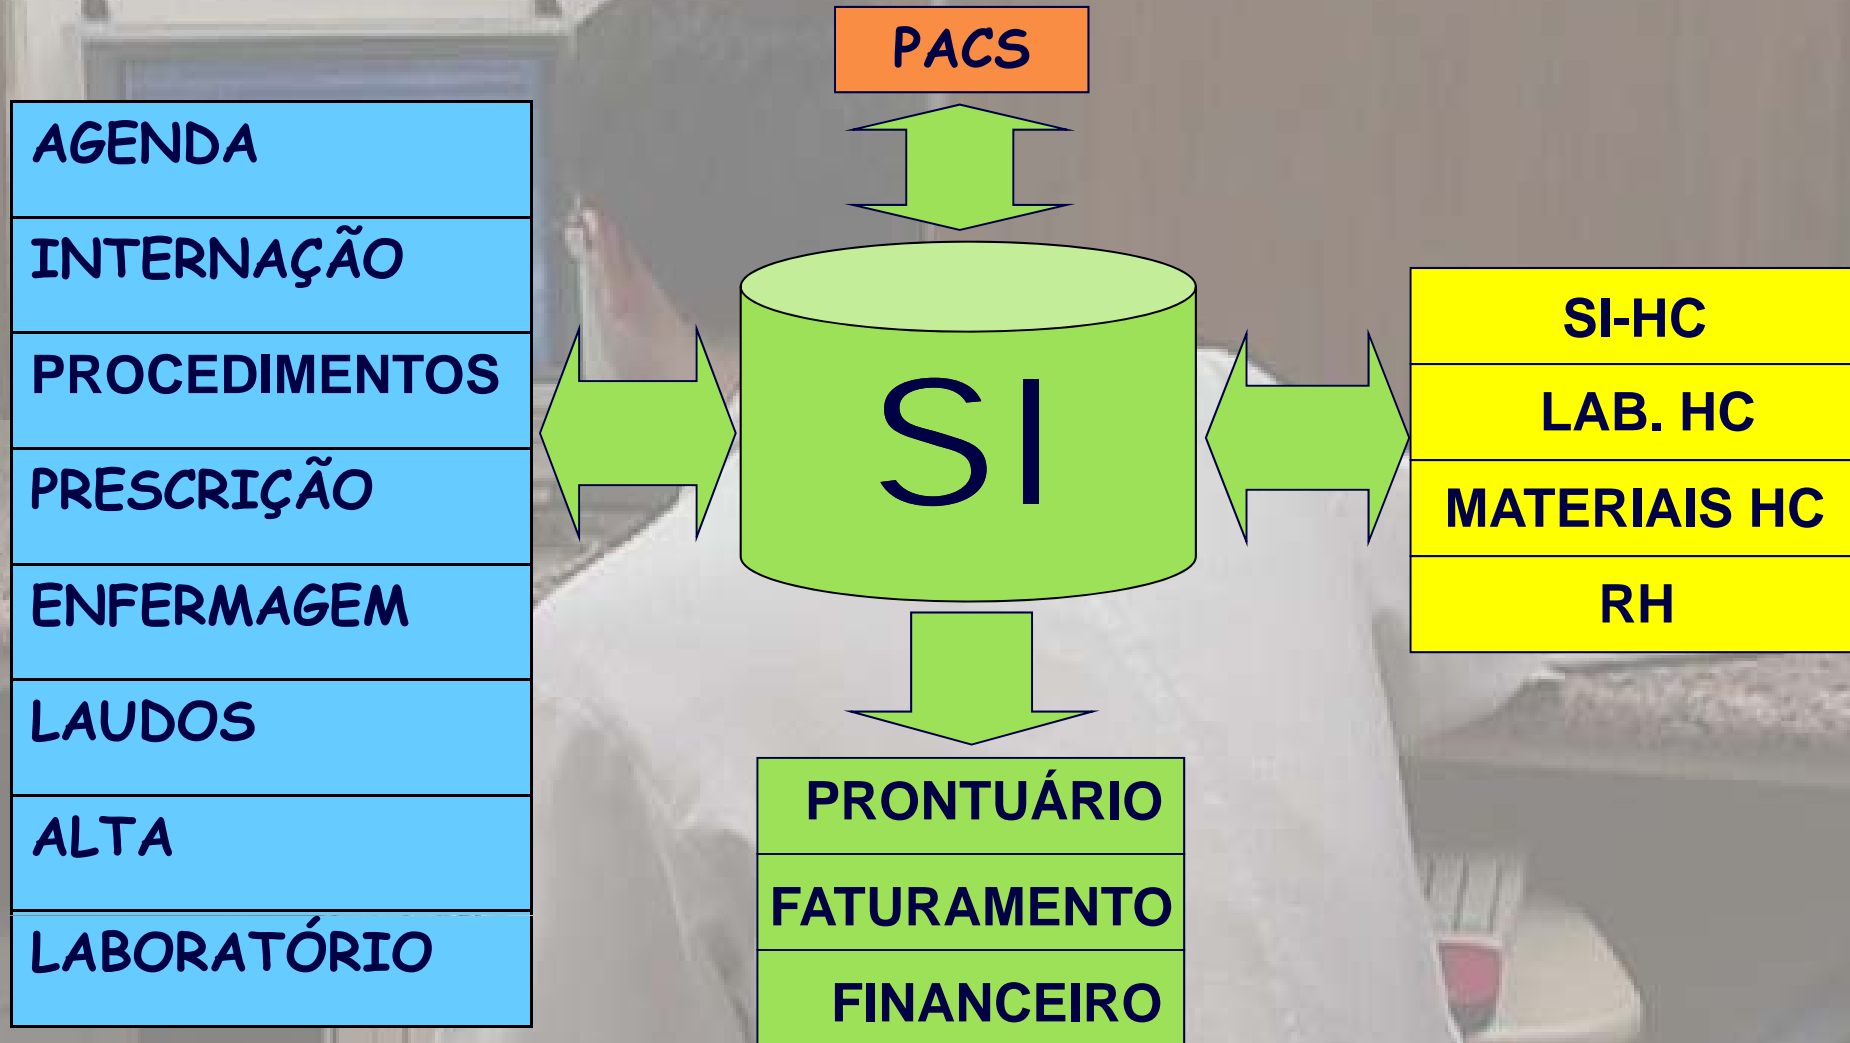 PACS
AGENDA
INTERNAÇÃO
PROCEDIMENTOS
PRESCRIÇÃO
ENFERMAGEM
LAUDOS
ALTA
LABORATÓRIO
SI
SI-HC
LAB. HC
MATERIAIS HC
RH
PRONTUÁRIO
FATURAMENTO
FINANCEIRO